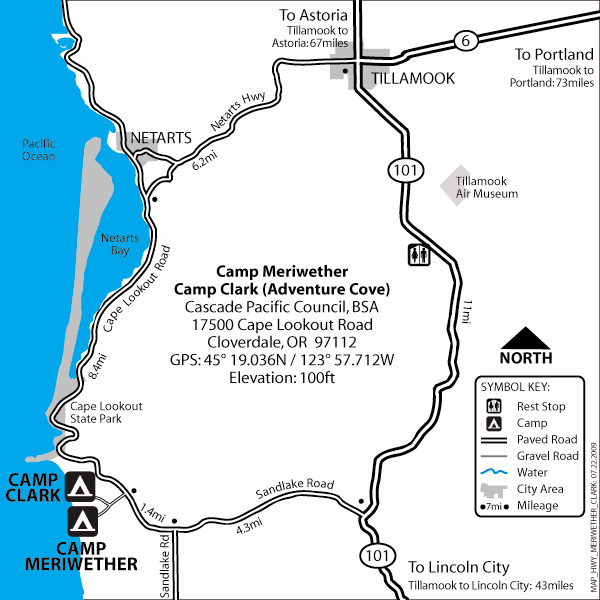 To Astoria
Tillamook to
Astoria: 67miles
6
To Portland
Tillamook to
Portland: 73miles
TILLAMOOK
Netarts Hwy
NETARTS
Pacific
Ocean
6.2mi
101
Tillamook
Air Museum
Netarts
Bay
Cape Lookout Road
Camp Meriwether
Camp Clark (Adventure Cove)
Cascade Pacific Council, BSA
17500 Cape Lookout Road
Cloverdale, OR 97112
GPS: 45° 19.036N / 123° 57.712W
Elevation: 100ft
11mi
NORTH
8.4mi
SYMBOL KEY:
Rest Stop
Camp
Paved Road
Gravel Road
Water
City Area
7mi
Mileage
Cape Lookout
State Park
CAMP
CLARK
CAMP
MERIWETHER
1.4mi
Sandlake Road
4.3mi
Sandlake Rd
101
To Lincoln City
Tillamook to Lincoln City: 43miles
MAP_HWY_MERIWETHER_CLARK: 07.22.2009